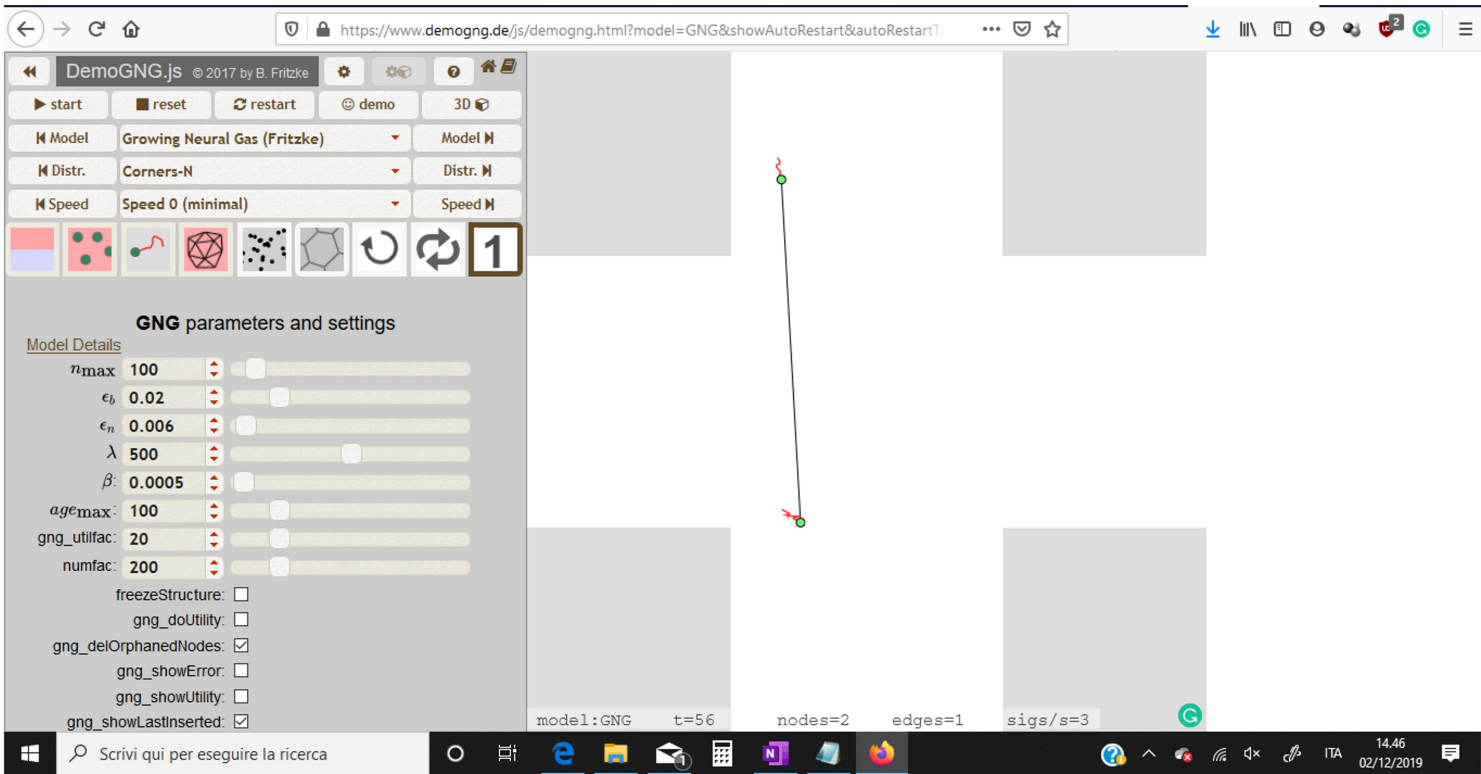 https://www.demogng.de/js/demogng.html?model=GNG&showAutoRestart&autoRestartT
2
DemoGNG.js © 2017 by B. Fritzke
start reset restart demo 3D
Model Growing Neural Gas (Fritzke) Model
Distr. Corners-N Distr.
Speed Speed 0 (minimal) Speed
1
GNG parameters and settings
Model Details
nmax 100
ϵb 0.02
ϵn 0.006
λ 500
β: 0.0005
agemax: 100
gng_utilfac: 20
numfac: 200
freezeStructure:
gng_doUtility:
gng_delOrphanedNodes:
gng_showError:
gng_showUtility:
gng_showLastInserted:
model:GNG t=56 nodes=2 edges=1 sigs/s=3
Scrivi qui per eseguire la ricerca
1
ITA
14.46
02/12/2019